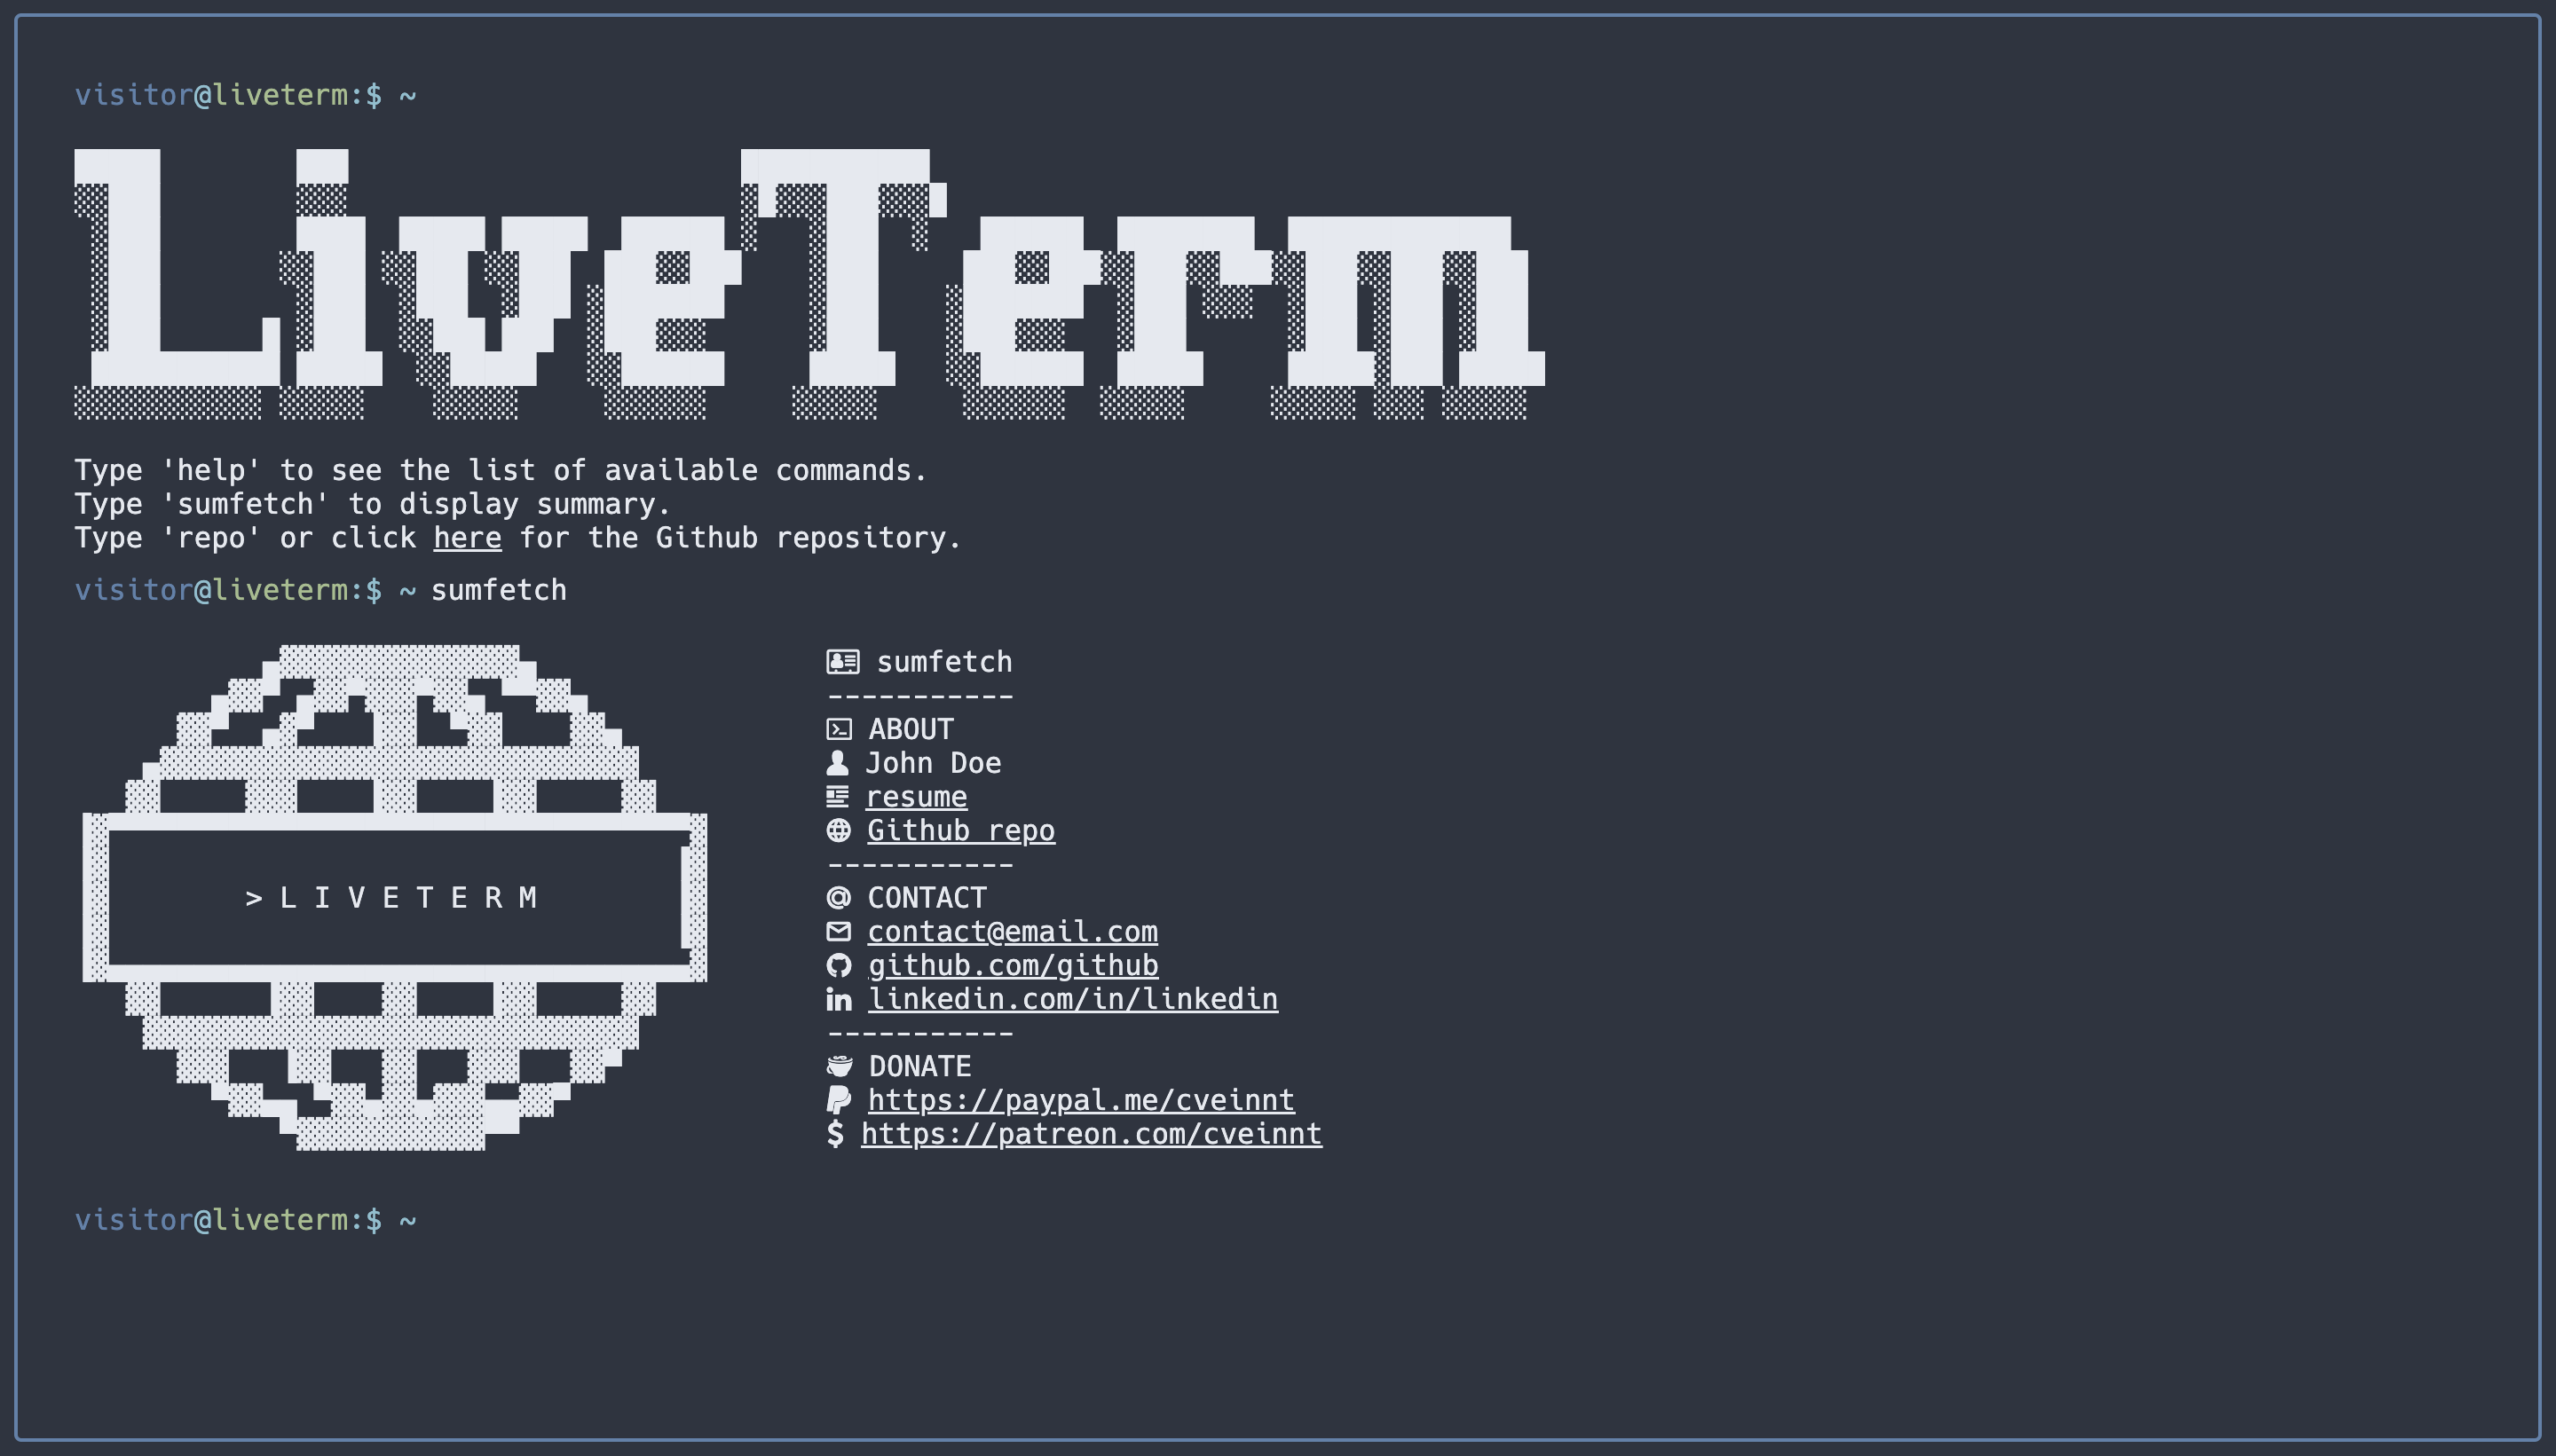 visitor@liveterm:$ ~
LiveTerm
Type 'help' to see the list of available commands.
Type 'sumfetch' to display summary.
Type 'repo' or click here for the Github repository.
visitor@liveterm:$ ~ sumfetch
sumfetch
-----------
ABOUT
John Doe
resume
Github repo
-----------
>LIVETERM
CONTACT
contact@email.com
github.com/github
linkedin.com/in/linkedin
-----------
DONATE
https://paypal.me/cveinnt
https://patreon.com/cveinnt
visitor@liveterm:$ ~